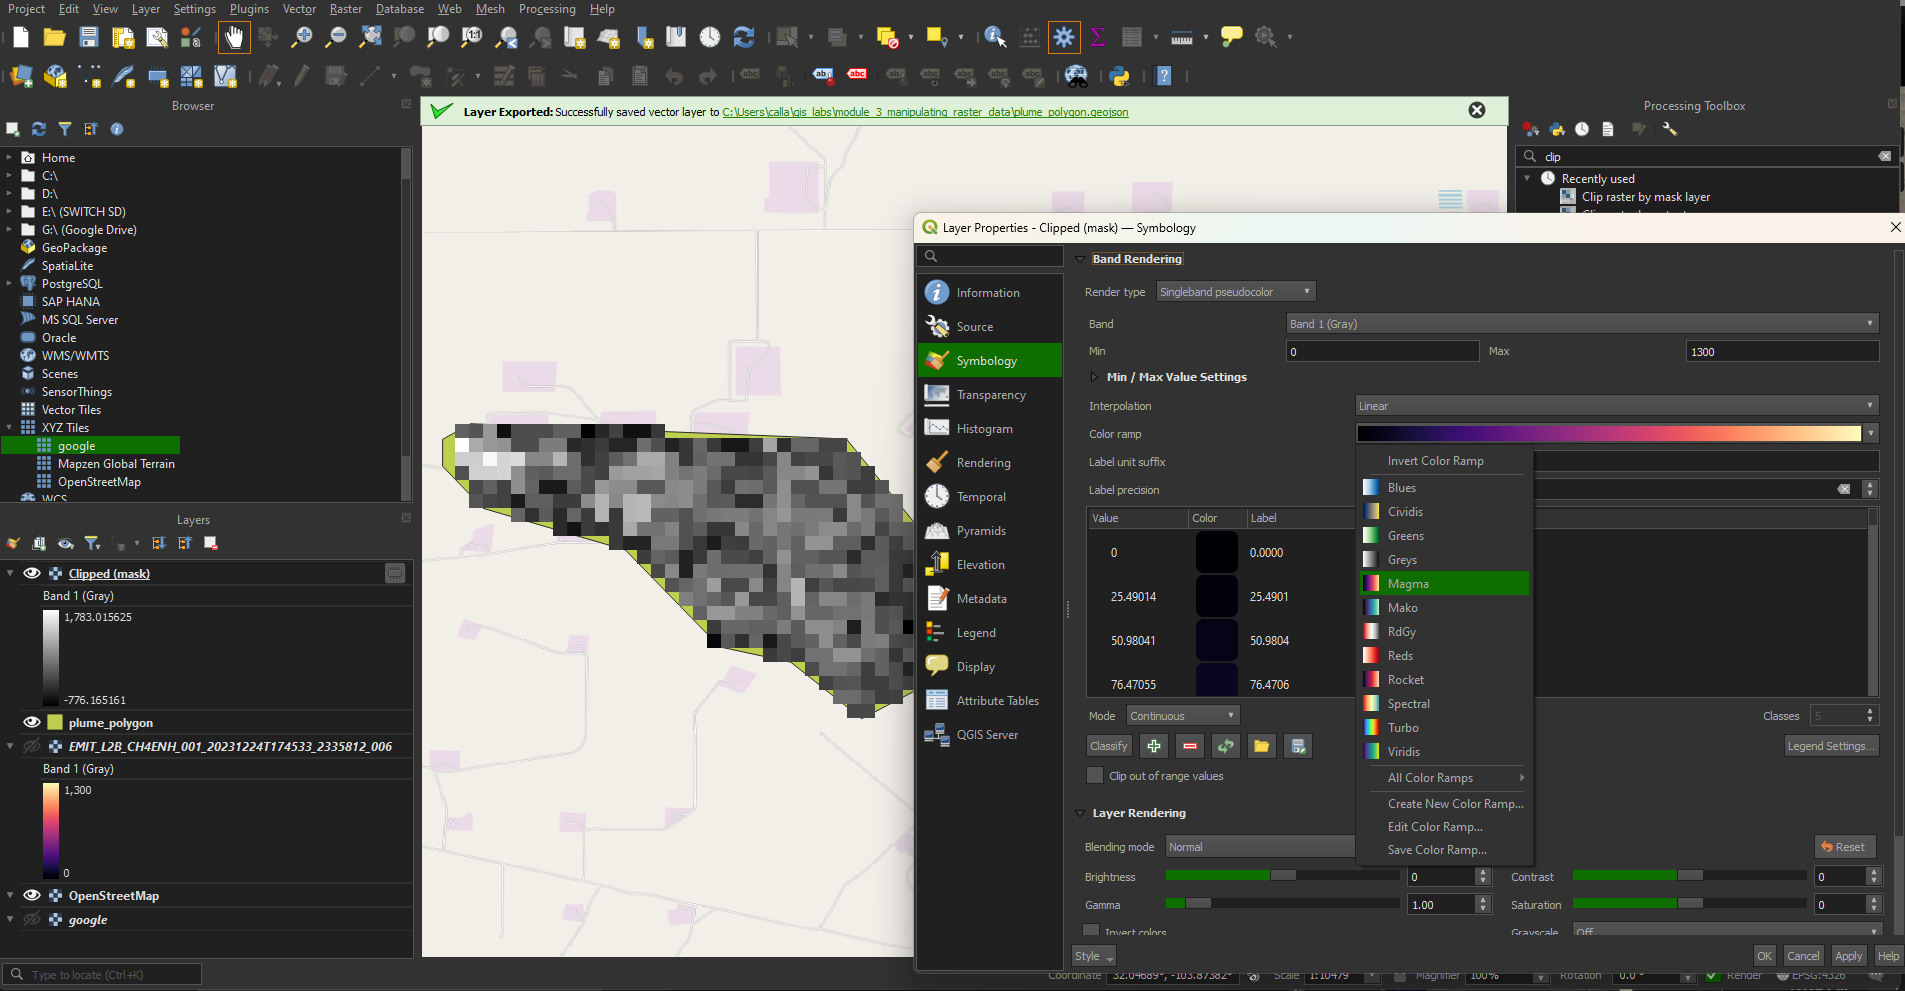 Project Edit View Layer Settings Plugins Vector Raster Database Web Mesh Processing Help
Browser
Home
C:\
D:\
E:\ (SWITCH SD)
G:\ (Google Drive)
GeoPackage
SpatiaLite
PostgreSQL
SAP HANA
MS SQL Server
Oracle
WMS/WMTS
Scenes
SensorThings
Vector Tiles
XYZ Tiles
google
Mapzen Global Terrain
OpenStreetMap
WCS
Layers
Clipped (mask)
Band 1 (Gray)
1,783.015625
-776.165161
plume_polygon
EMIT_L2B_CH4ENH_001_20231224T174533_2335812_006
Band 1 (Gray)
1,300
0
OpenStreetMap
google
Type to locate (Ctrl+K)
Layer Exported: Successfully saved vector layer to C:\Users\calla\gis_labs\module_3_manipulating_raster_data\plume_polygon.geojson
Processing Toolbox
clip
Recently used
Clip raster by mask layer
Layer Properties - Clipped (mask) — Symbology
Information
Source
Symbology
Transparency
Histogram
Rendering
Temporal
Pyramids
Elevation
Metadata
Legend
Display
Attribute Tables
QGIS Server
Band Rendering
Render type Singleband pseudocolor
Band Band 1 (Gray)
Min 0 Max 1300
Min / Max Value Settings
Interpolation Linear
Color ramp
Label unit suffix
Label precision
Value Color Label
0 0.0000
25.49014 25.4901
50.98041 50.9804
76.47055 76.4706
Invert Color Ramp
Blues
Cividis
Greens
Greys
Magma
Mako
RdGy
Reds
Rocket
Spectral
Turbo
Viridis
All Color Ramps
Create New Color Ramp...
Edit Color Ramp...
Save Color Ramp...
Mode Continuous Classes 5
Classify Legend Settings...
Clip out of range values
Layer Rendering
Blending mode Normal Reset
Brightness 0 Contrast 0
Gamma 1.00 Saturation 0
Invert colors Grayscale Off
Style OK Cancel Apply Help
Coordinate 32.04689°, -103.87382° Scale 1:10479 Magnifier 100% Rotation 0.0 ° Render EPSG:4326